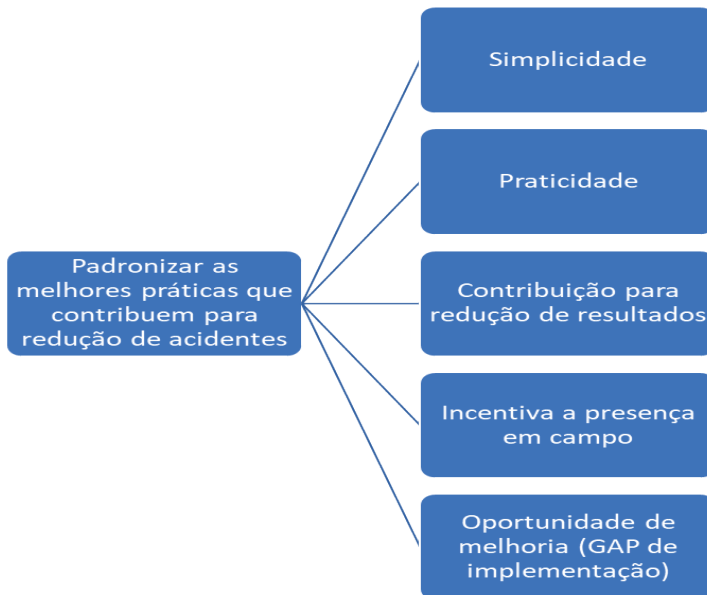 Simplicidade
Praticidade
Padronizar as
melhores práticas que
contribuem para
redução de acidentes
Contribuição para
redução de resultados
Incentiva a presença
em campo
Oportunidade de
melhoria (GAP de
implementação)